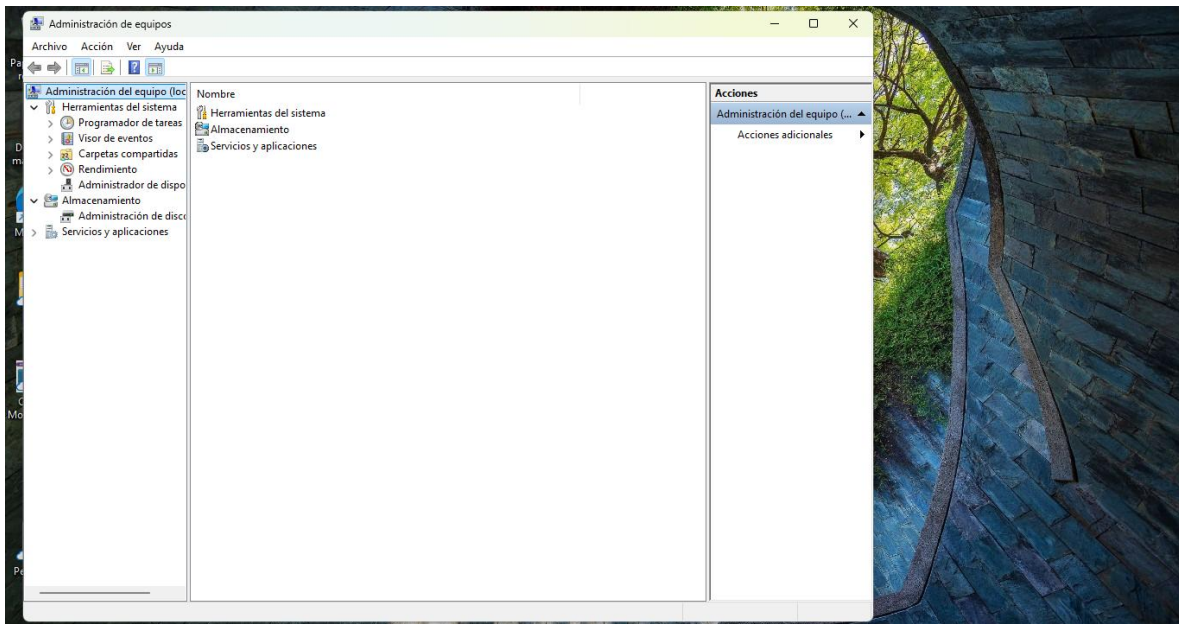 Administración de equipos
Archivo Acción Ver Ayuda
Administración del equipo (loc
Herramientas del sistema
Programador de tareas
Visor de eventos
Carpetas compartidas
Rendimiento
Administrador de dispo
Almacenamiento
Administración de disco
Servicios y aplicaciones
Nombre
Herramientas del sistema
Almacenamiento
Servicios y aplicaciones
Acciones
Administración del equipo (...
Acciones adicionales